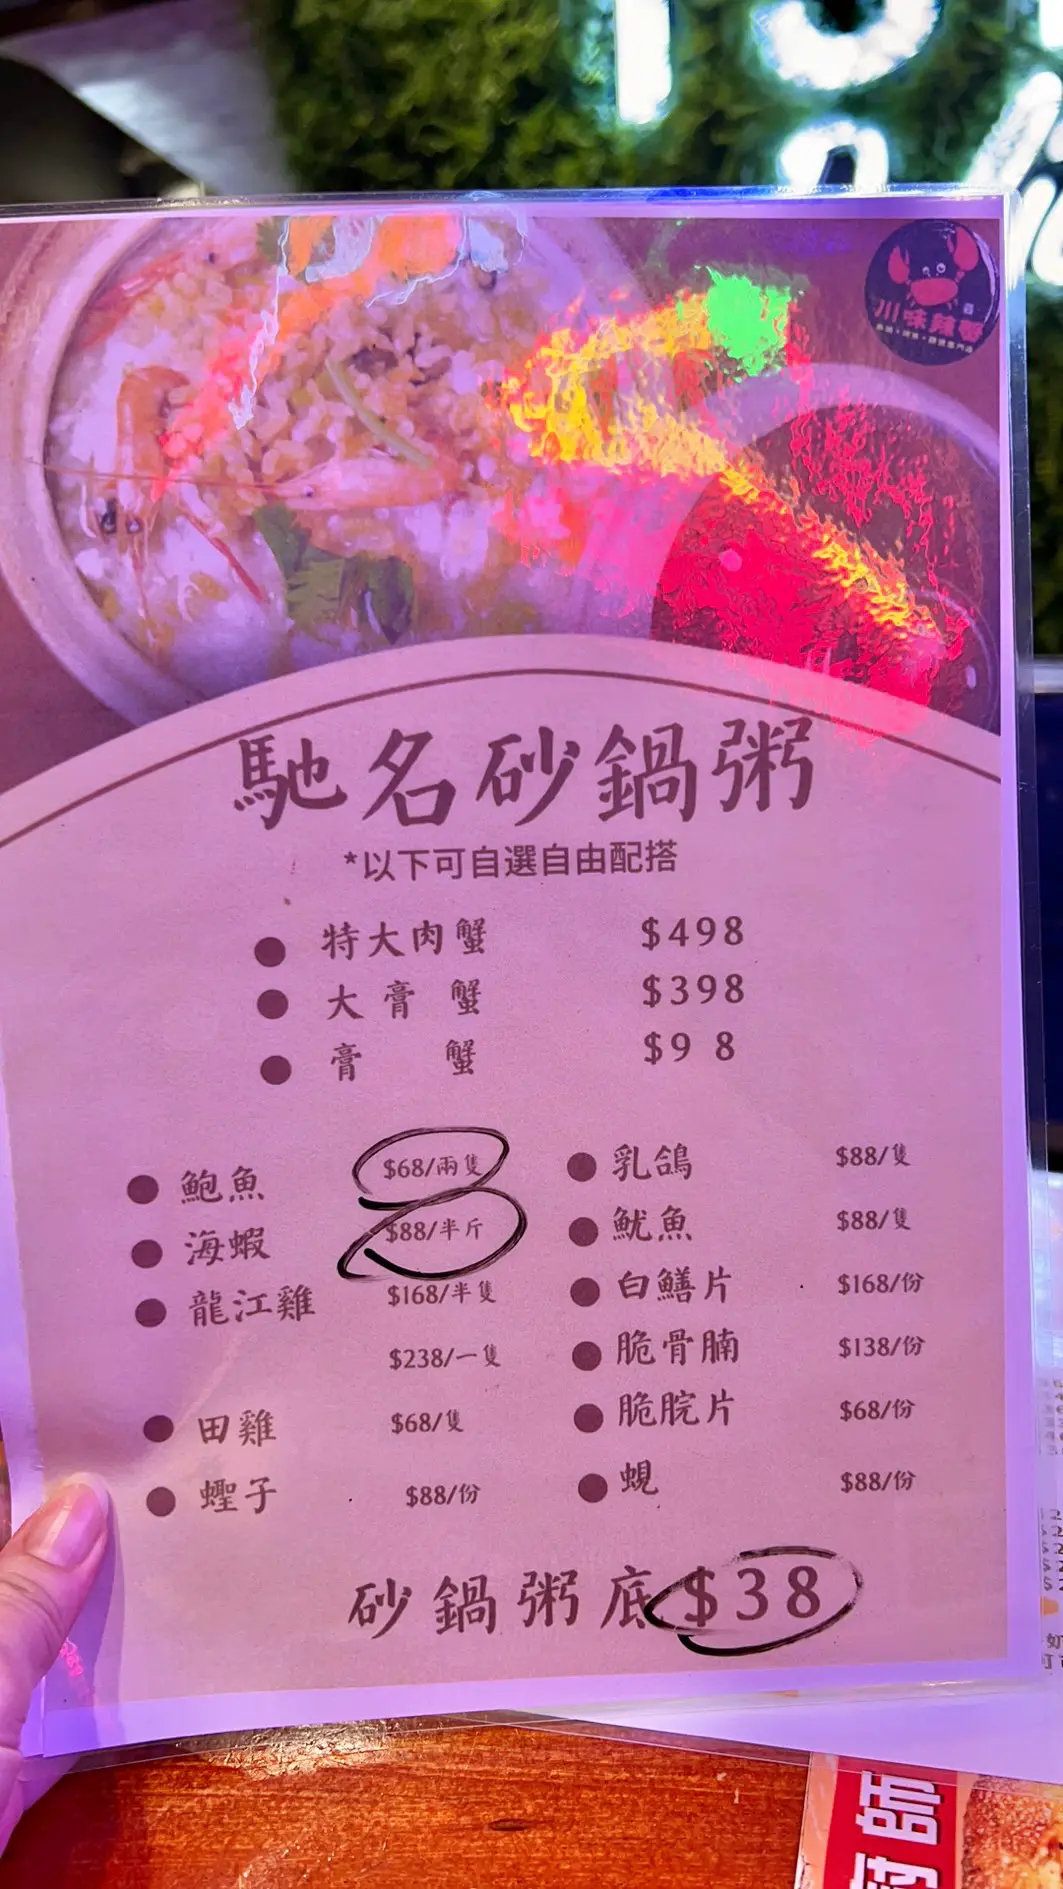 川味辣蟹
馳名砂鍋粥
*以下可自選自由配搭
● 特大肉蟹 $498
● 大膏蟹 $398
● 膏蟹 $98
● 鮑魚 $68/兩隻
● 海蝦 $88/半斤
● 龍江雞 $168/半隻
$238/一隻
● 田雞 $68/隻
● 蟶子 $88/份
● 乳鴿 $88/隻
● 魷魚 $88/隻
● 白鱔片 $168/份
● 脆骨腩 $138/份
● 脆脘片 $68/份
● 蜆 $88/份
砂鍋粥底 $38
廚師